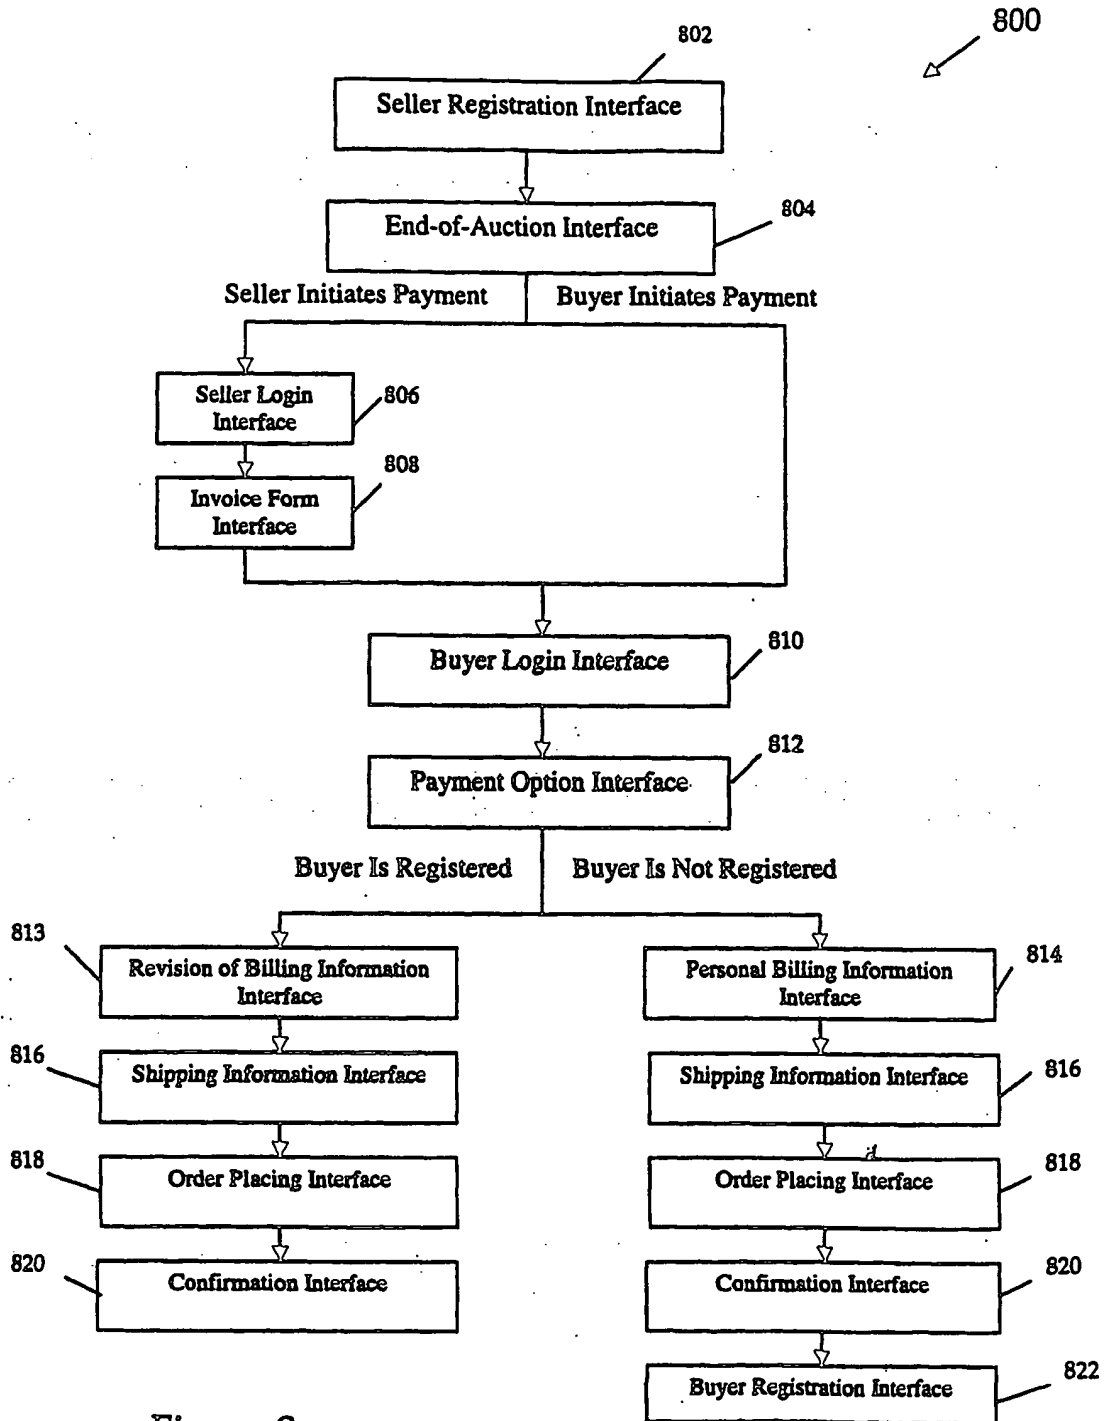 800
802
Seller Registration Interface
End-of-Auction Interface
804
Seller Initiates Payment
Buyer Initiates Payment
Seller Login
Interface
806
808
Invoice Form
Interface
810
Buyer Login Interface
812
Payment Option Interface
Buyer Is Registered
Buyer Is Not Registered
813
Revision of Billing Information
Interface
Personal Billing Information
Interface
814
816
Shipping Information Interface
Shipping Information Interface
816
818
Order Placing Interface
Order Placing Interface
818
820
Confirmation Interface
Confirmation Interface
820
Buyer Registration Interface
822